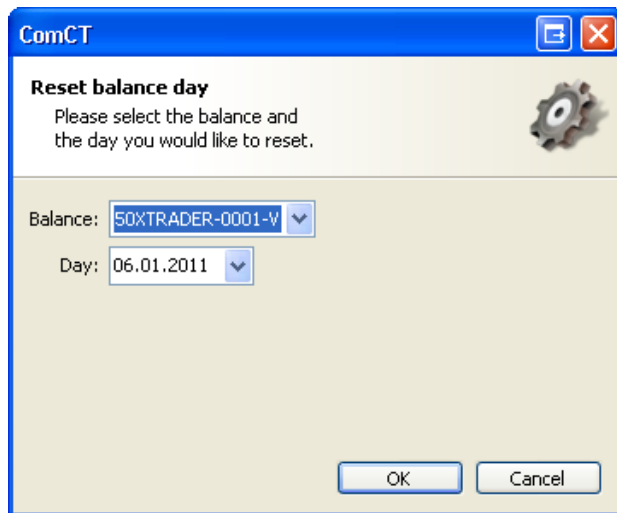 ComCT
Reset balance day
Please select the balance and
the day you would like to reset.
Balance: 50XTRADER-0001-V
Day: 06.01.2011
OK Cancel